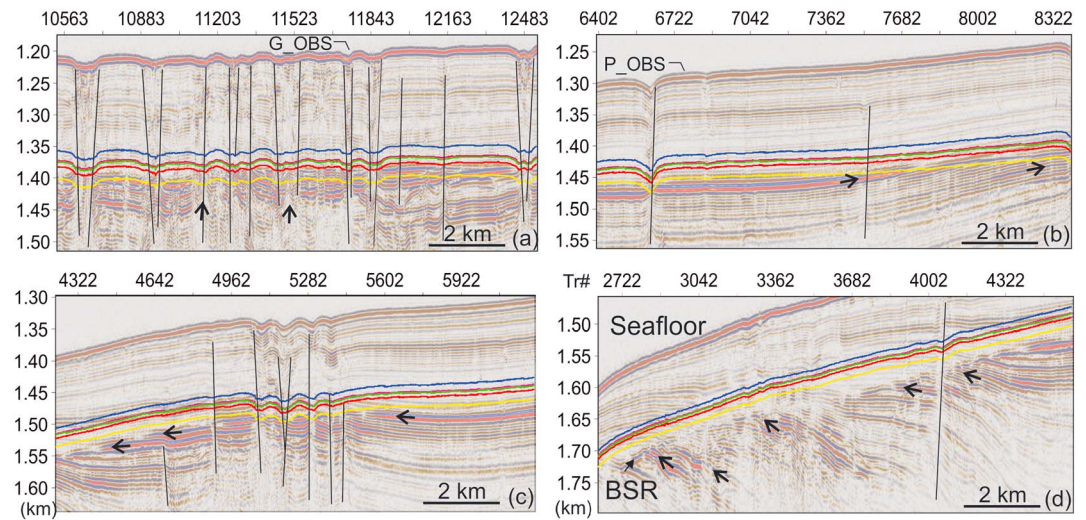 10563 10883 11203 11523 11843 12163 12483
G_OBS
1.20
1.25
1.30
1.35
1.40
1.45
1.50
2 km
(a)
6402 6722 7042 7362 7682 8002 8322
P_OBS
1.25
1.30
1.35
1.40
1.45
1.50
1.55
2 km
(b)
4322 4642 4962 5282 5602 5922
1.30
1.35
1.40
1.45
1.50
1.55
1.60
(km)
2 km
(c)
Tr# 2722 3042 3362 3682 4002 4322
Seafloor
1.50
1.55
1.60
1.65
1.70
1.75
(km)
BSR
2 km
(d)